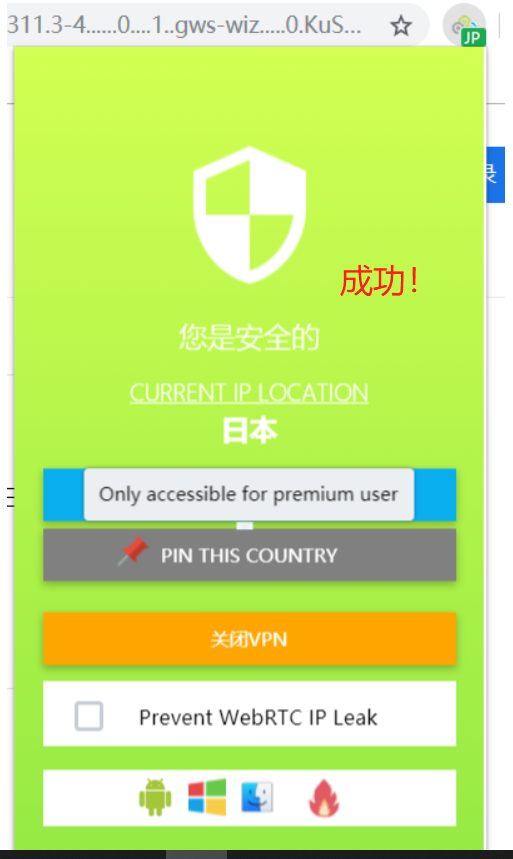 311.3-4......0....1..gws-wiz.....0.KuS...
JP
录
成功！
您是安全的
CURRENT IP LOCATION
日本
Only accessible for premium user
PIN THIS COUNTRY
关闭VPN
Prevent WebRTC IP Leak